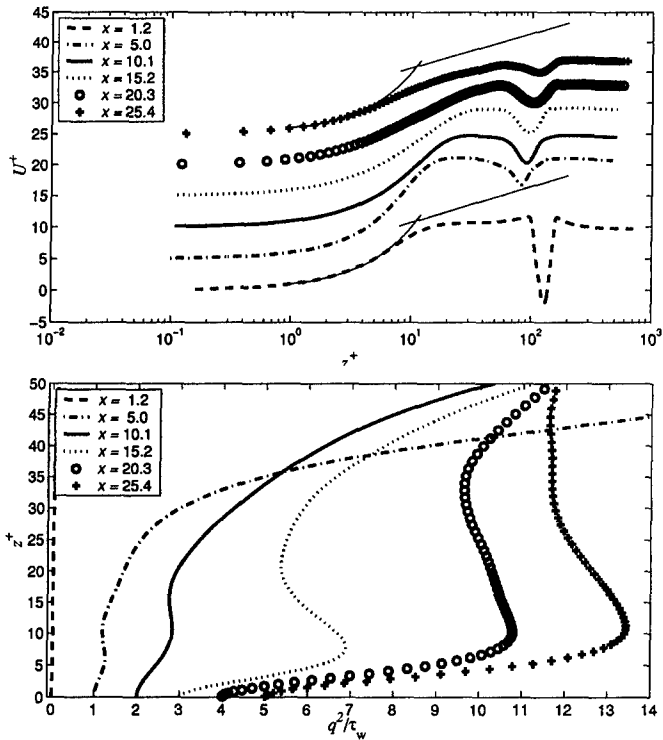 45
40
35
30
25
20
15
10
5
0
−5
U⁺
x = 1.2
x = 5.0
x = 10.1
x = 15.2
x = 20.3
x = 25.4
10⁻² 10⁻¹ 10⁰ 10¹ 10² 10³
z⁺
50
45
40
35
30
25
20
15
10
5
0
z⁺
x = 1.2
x = 5.0
x = 10.1
x = 15.2
x = 20.3
x = 25.4
0 1 2 3 4 5 6 7 8 9 10 11 12 13 14
q²/τw